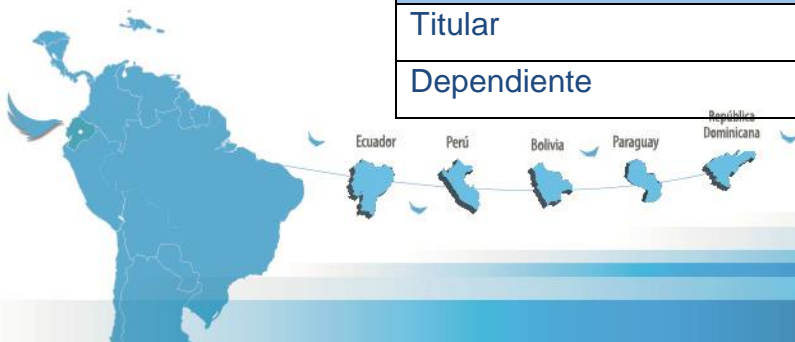 Titular
Dependiente
Ecuador
Perú
Bolivia
Paraguay
República
Dominicana